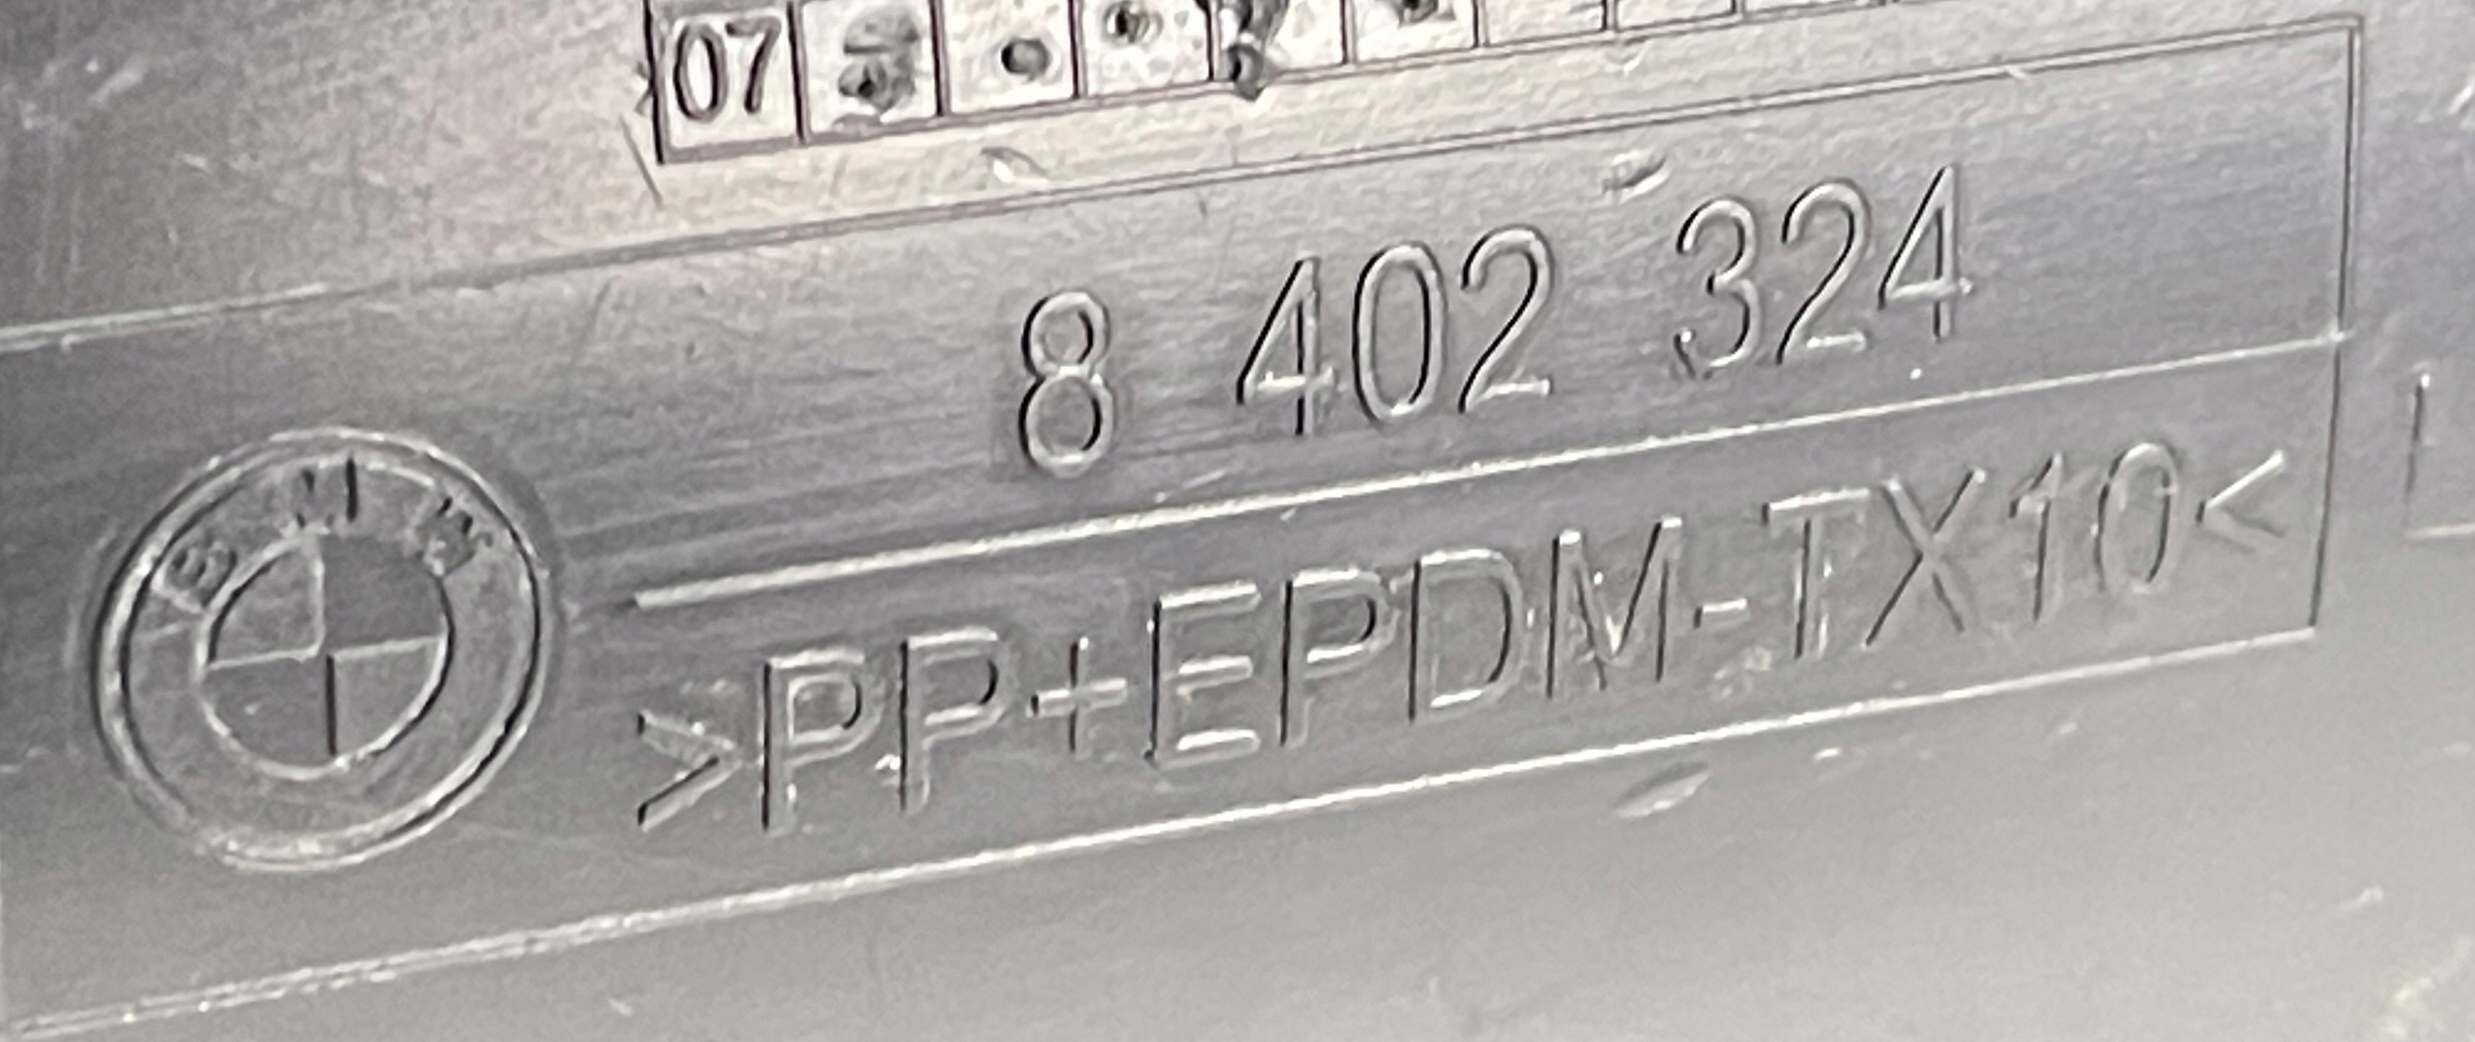 07
8 402 324
BMW
>PP+EPDM-TX10<